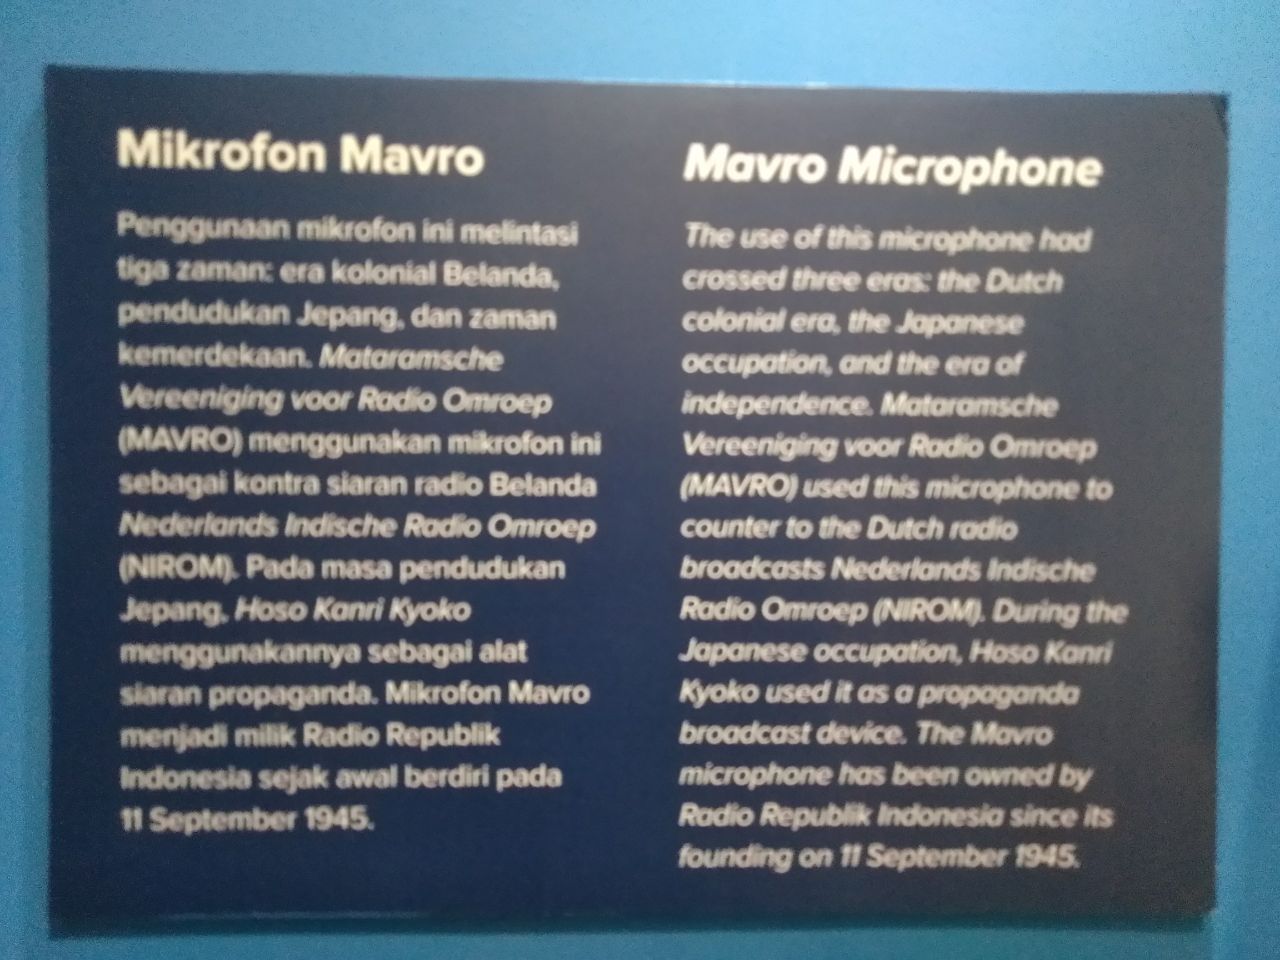 Mikrofon Mavro
Penggunaan mikrofon ini melintasi
tiga zaman: era kolonial Belanda,
pendudukan Jepang, dan zaman
kemerdekaan. Mataramsche
Vereeniging voor Radio Omroep
(MAVRO) menggunakan mikrofon ini
sebagai kontra siaran radio Belanda
Nederlands Indische Radio Omroep
(NIROM). Pada masa pendudukan
Jepang, Hoso Kanri Kyoko
menggunakannya sebagai alat
siaran propaganda. Mikrofon Mavro
menjadi milik Radio Republik
Indonesia sejak awal berdiri pada
11 September 1945.
Mavro Microphone
The use of this microphone had
crossed three eras: the Dutch
colonial era, the Japanese
occupation, and the era of
independence. Mataramsche
Vereeniging voor Radio Omroep
(MAVRO) used this microphone to
counter to the Dutch radio
broadcasts Nederlands Indische
Radio Omroep (NIROM). During the
Japanese occupation, Hoso Kanri
Kyoko used it as a propaganda
broadcast device. The Mavro
microphone has been owned by
Radio Republik Indonesia since its
founding on 11 September 1945.